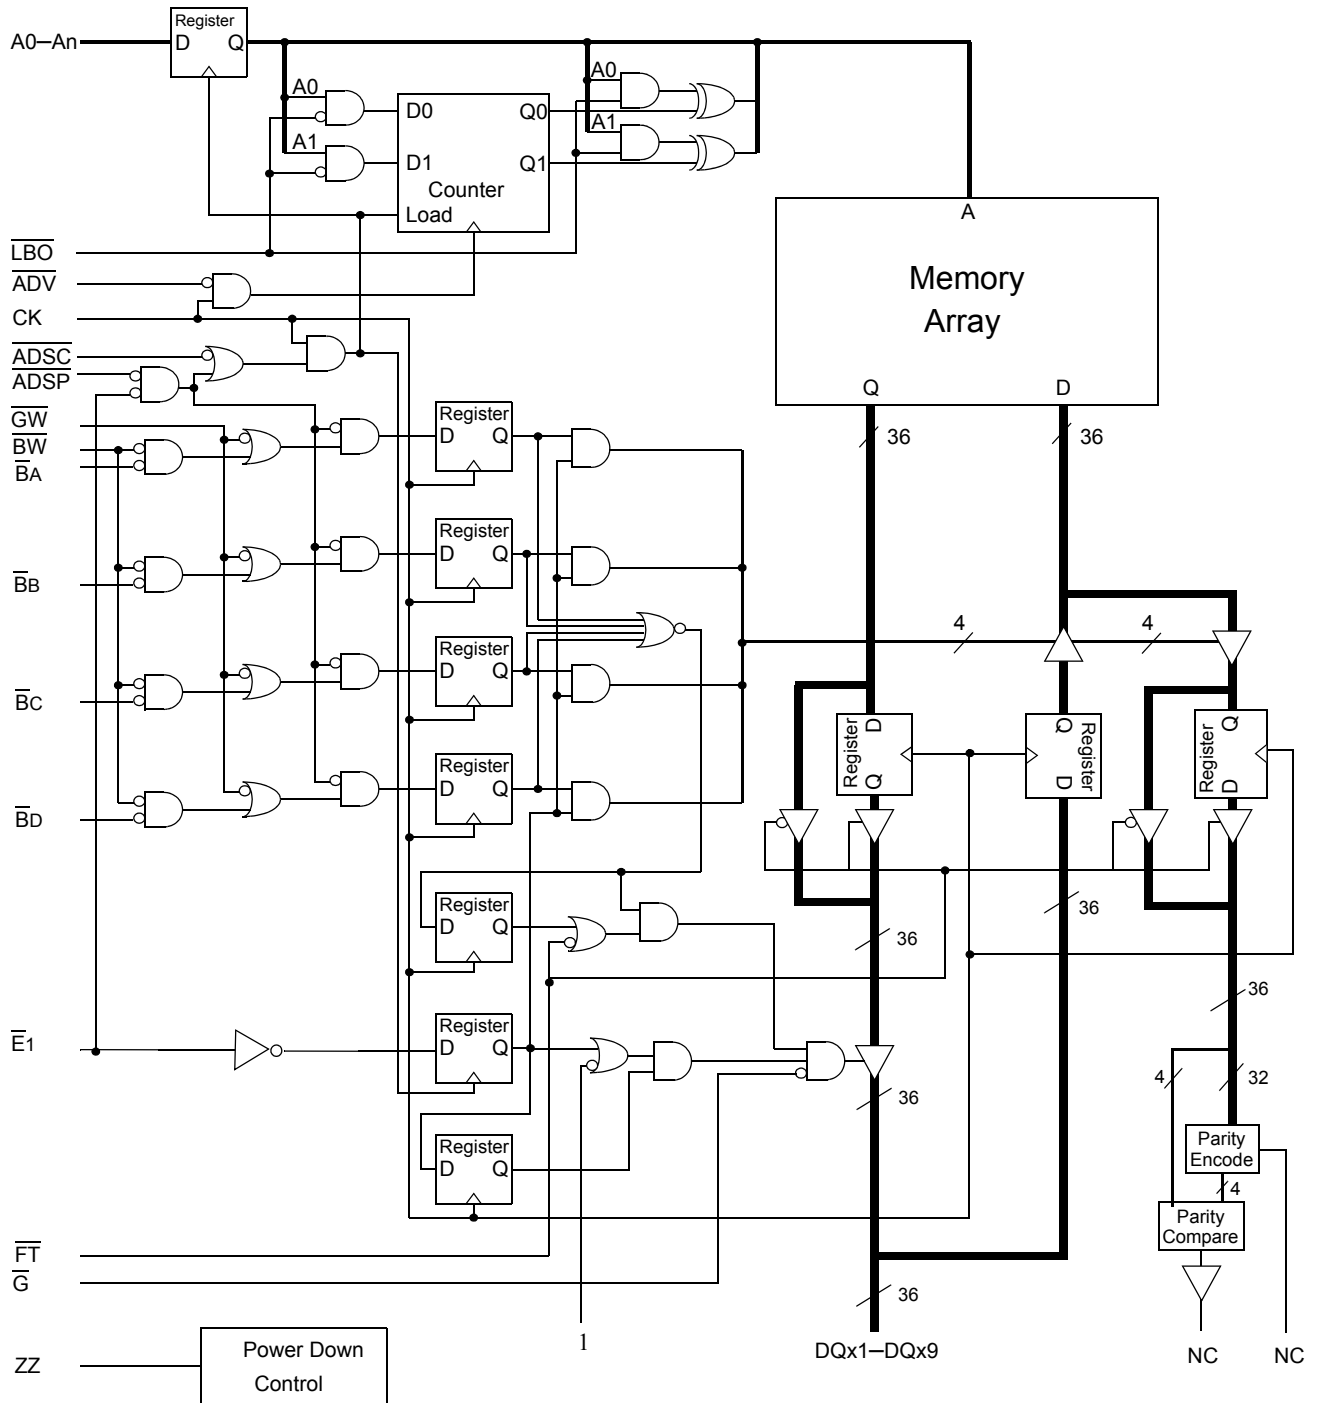 Register
A0–An
D Q
A0
A0
D0 Q0
A1
A1
D1 Q1
Counter
Load
A
LBO
ADV
Memory
Array
CK
ADSC
ADSP
Q D
GW
BW
BA
Register
D Q
36 36
Register
D Q
BB
4 4
Register
D Q
BC
Register
D
Q
Q
D
Register
Register
Q
D
Register
D Q
BD
36
Register
D Q
36
36
Register
D Q
E1
4 32
36
Register
D Q
Parity
Encode
4
Parity
Compare
FT
G
36
1
DQx1–DQx9
NC NC
ZZ
Power Down
Control